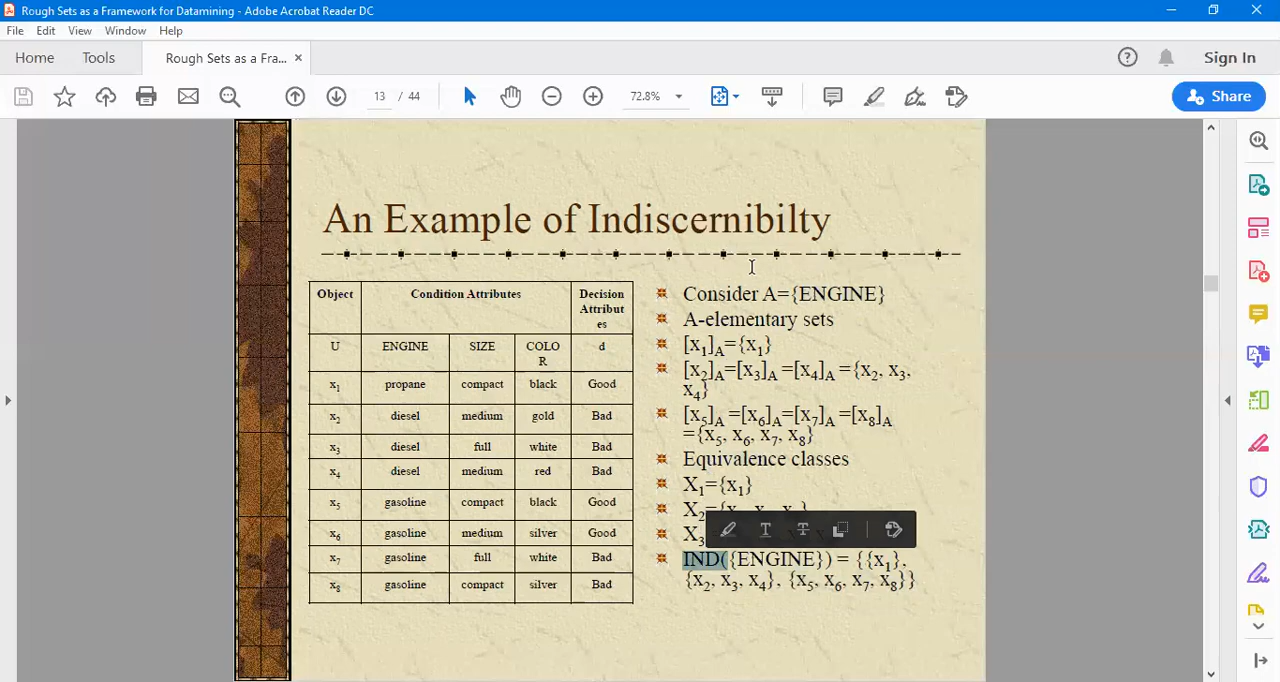 Rough Sets as a Framework for Datamining - Adobe Acrobat Reader DC
File Edit View Window Help
Home Tools Rough Sets as a Fra... × Sign In
13 / 44 72.8% Share
An Example of Indiscernibilty
Object Condition Attributes Decision
Attribut
es
U ENGINE SIZE COLO
R d
x1 propane compact black Good
x2 diesel medium gold Bad
x3 diesel full white Bad
x4 diesel medium red Bad
x5 gasoline compact black Good
x6 gasoline medium silver Good
x7 gasoline full white Bad
x8 gasoline compact silver Bad
Consider A={ENGINE}
A-elementary sets
[x1]A={x1}
[x2]A=[x3]A =[x4]A ={x2, x3,
x4}
[x5]A =[x6]A=[x7]A =[x8]A
={x5, x6, x7, x8}
Equivalence classes
X1={x1}
X2={x
X3
IND({ENGINE}) = {{x1},
{x2, x3, x4}, {x5, x6, x7, x8}}